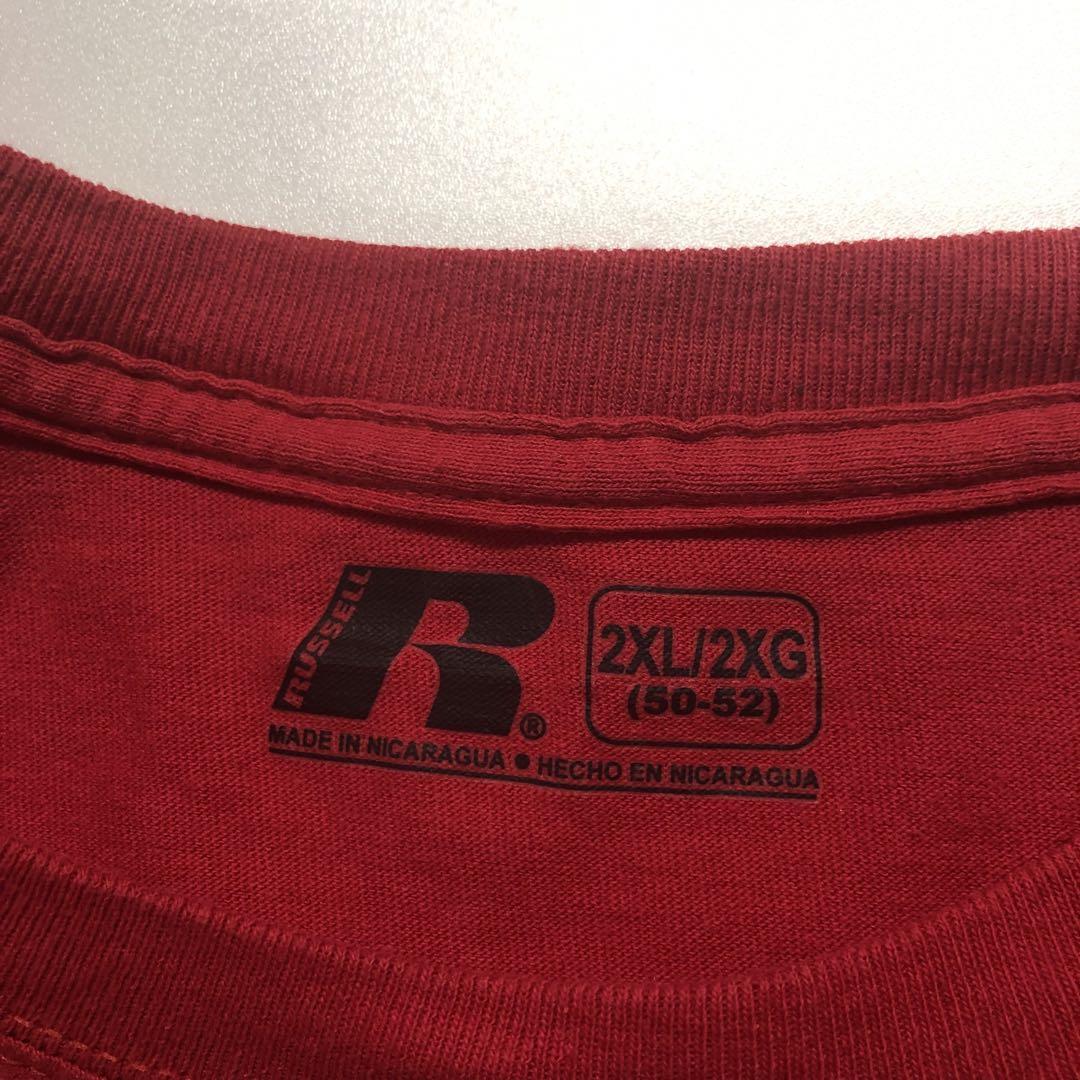 RUSSELL
R®
2XL/2XG
(50-52)
MADE IN NICARAGUA • HECHO EN NICARAGUA